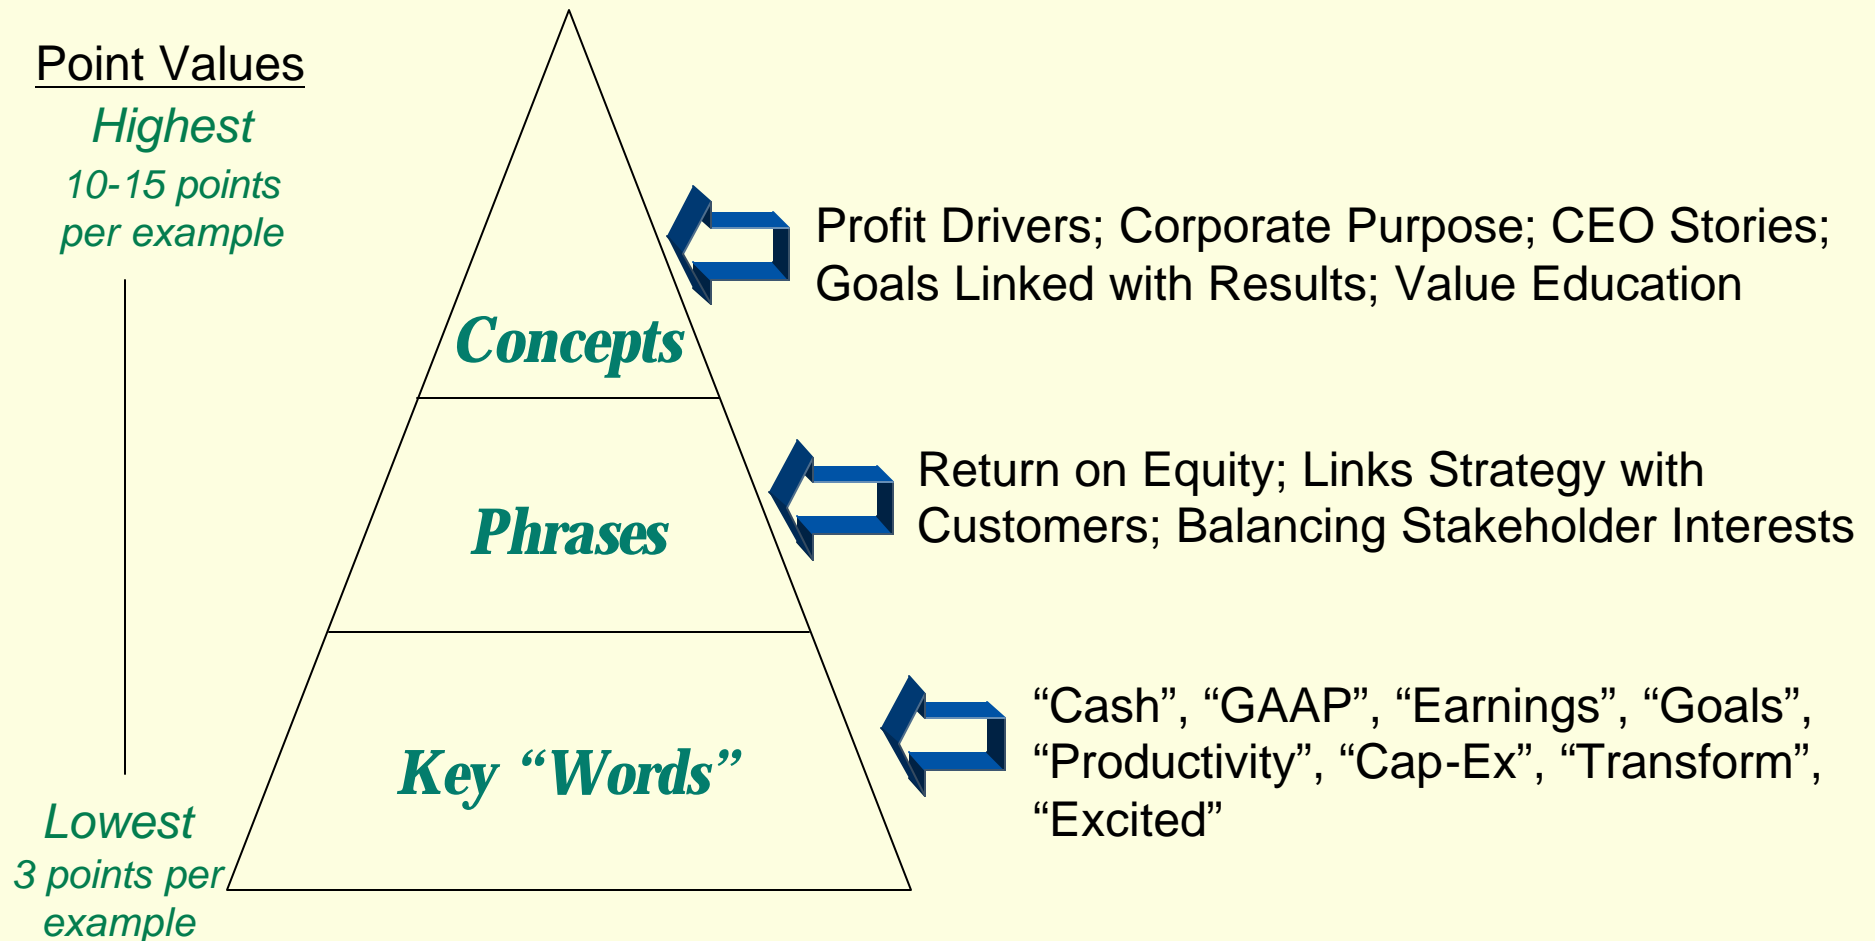 Point Values
Highest
10-15 points
per example
Profit Drivers; Corporate Purpose; CEO Stories;
Goals Linked with Results; Value Education
Concepts
Return on Equity; Links Strategy with
Customers; Balancing Stakeholder Interests
Phrases
“Cash”, “GAAP”, “Earnings”, “Goals”,
“Productivity”, “Cap-Ex”, “Transform”,
“Excited”
Key “Words”
Lowest
3 points per
example